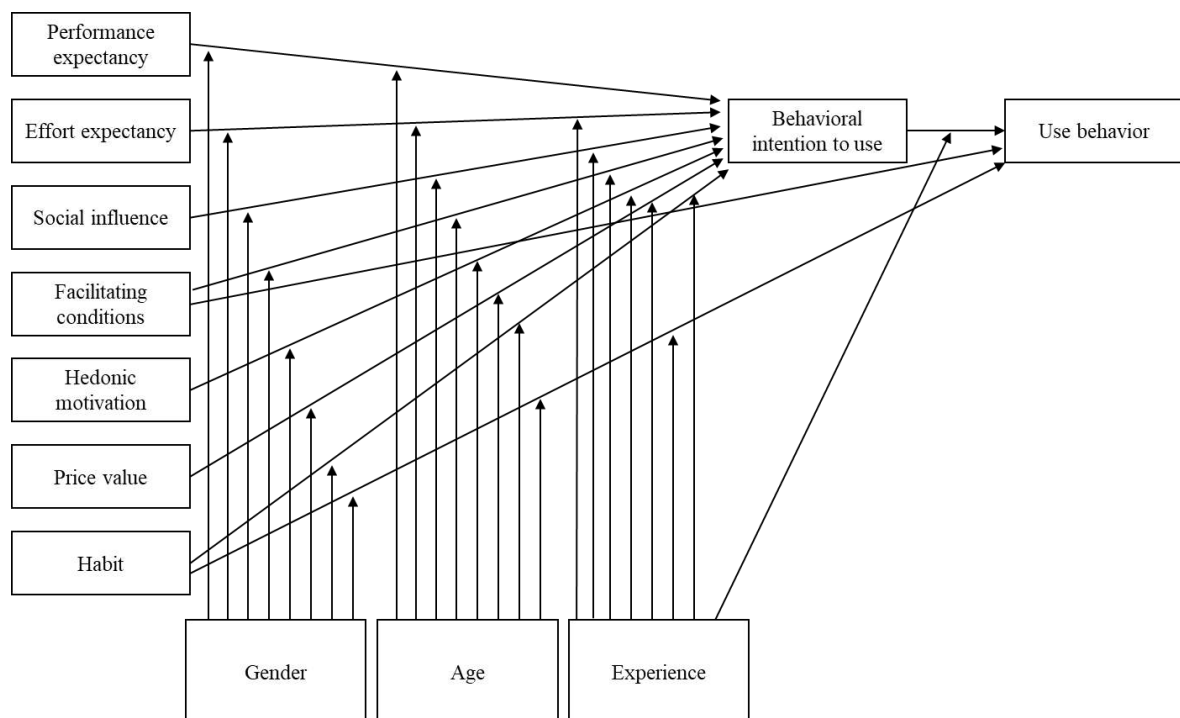 Performance
expectancy
Effort expectancy
Social influence
Facilitating
conditions
Hedonic
motivation
Price value
Habit
Behavioral
intention to use
Use behavior
Gender
Age
Experience